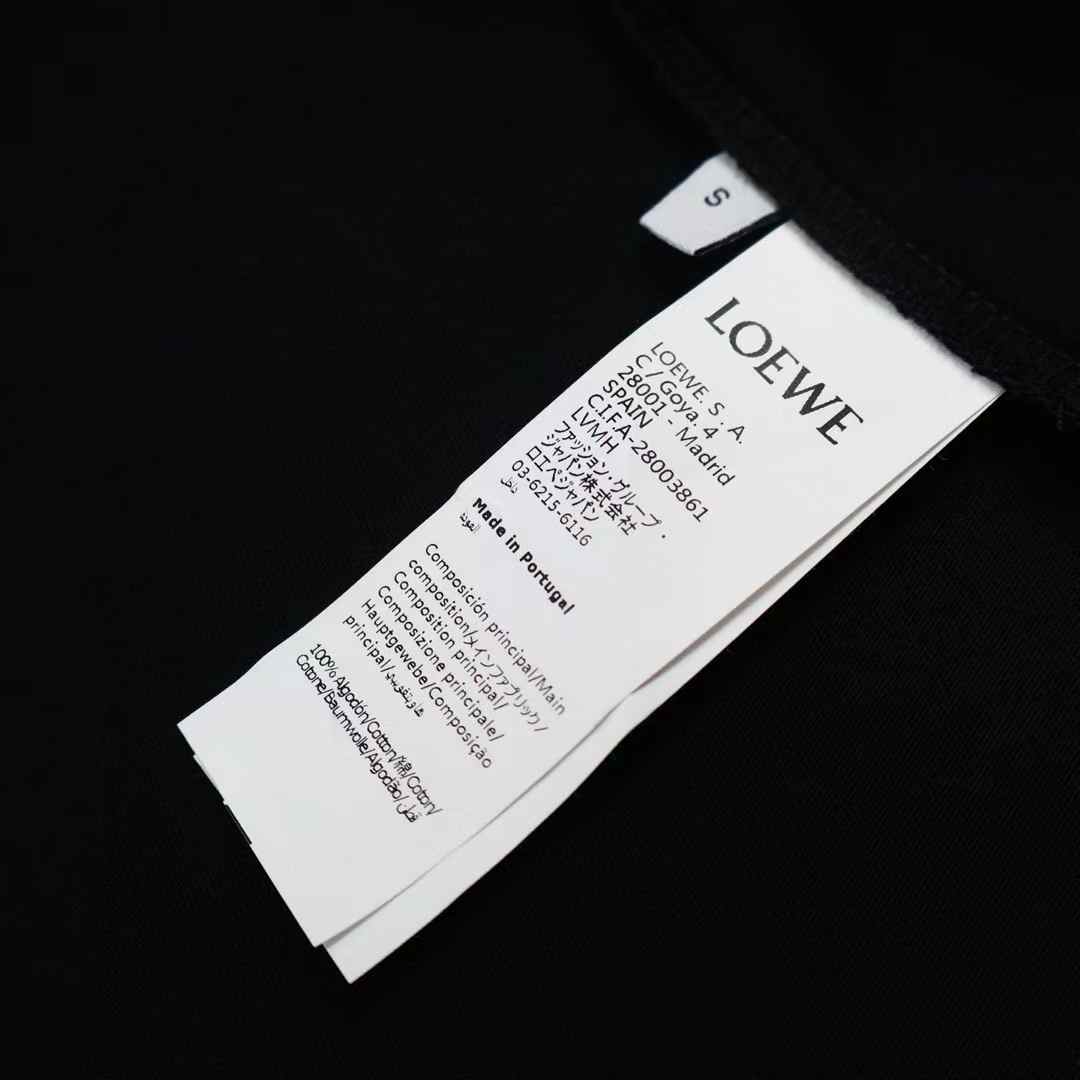 S
LOEWE
LOEWE. S . A.
C / Goya. 4
28001 - Madrid
SPAIN
C.I.F.A-28003861
LVMH
ファッション・グループ・
ジャパン株式会社
ロエベジャパン
03-6215-6116
Made in Portugal
Composición principal/Main
composition/メインファブリック/
Composition principal/
Composizione principale/
Hauptgewebe/Composição
principal/
100% Algodón/Cotton/綿/Coton/
Cotone/Baumwolle/Algodão/قطن